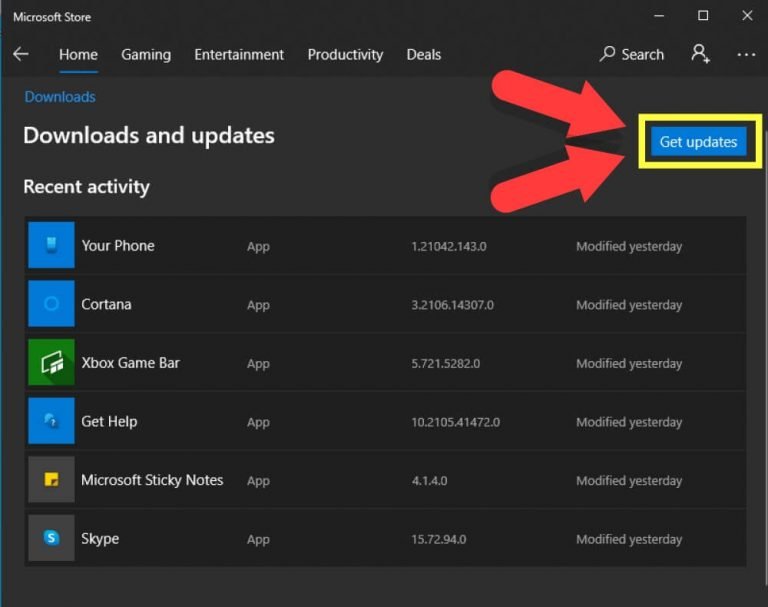 Microsoft Store
Home Gaming Entertainment Productivity Deals Search
Downloads
Downloads and updates
Get updates
Recent activity
Your Phone App 1.21042.143.0 Modified yesterday
Cortana App 3.2106.14307.0 Modified yesterday
Xbox Game Bar App 5.721.5282.0 Modified yesterday
Get Help App 10.2105.41472.0 Modified yesterday
Microsoft Sticky Notes App 4.1.4.0 Modified yesterday
Skype App 15.72.94.0 Modified yesterday